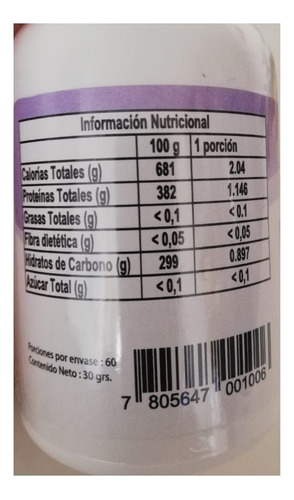 Información Nutricional
100 g 1 porción
Calorías Totales (g) 681 2.04
Proteínas Totales (g) 382 1.146
Grasas Totales (g) < 0,1 < 0.1
Fibra dietética (g) < 0,05 < 0,05
Hidratos de Carbono (g) 299 0.897
Azúcar Total (g) < 0,1 < 0,1
Porciones por envase : 60
Contenido Neto : 30 grs.
7 805647 001006